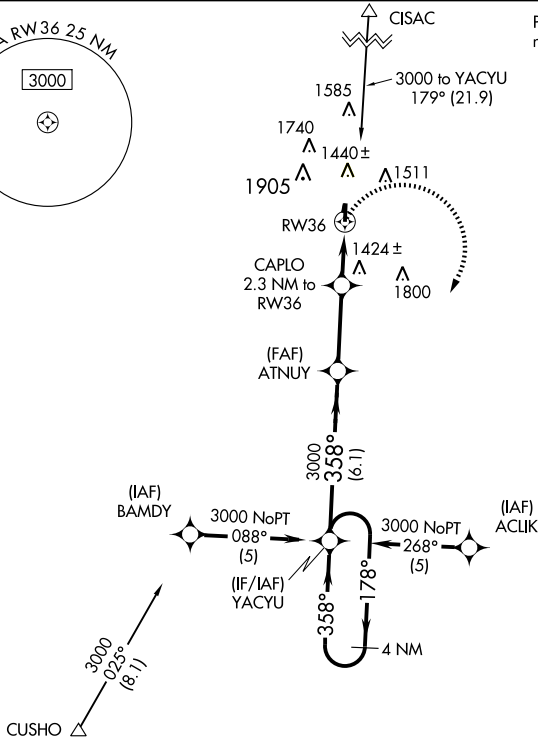 A RW36 25 NM
3000
CISAC
3000 to YACYU
179° (21.9)
1585
1740
1440±
1511
1905
RW36
1424±
1800
CAPLO
2.3 NM to
RW36
(FAF)
ATNUY
3000
358°
(6.1)
(IAF)
BAMDY
3000 NoPT
088°
(5)
(IF/IAF)
YACYU
3000 NoPT
268°
(5)
(IAF)
ACLIK
358°
178°
4 NM
3000
025°
(8.1)
CUSHO